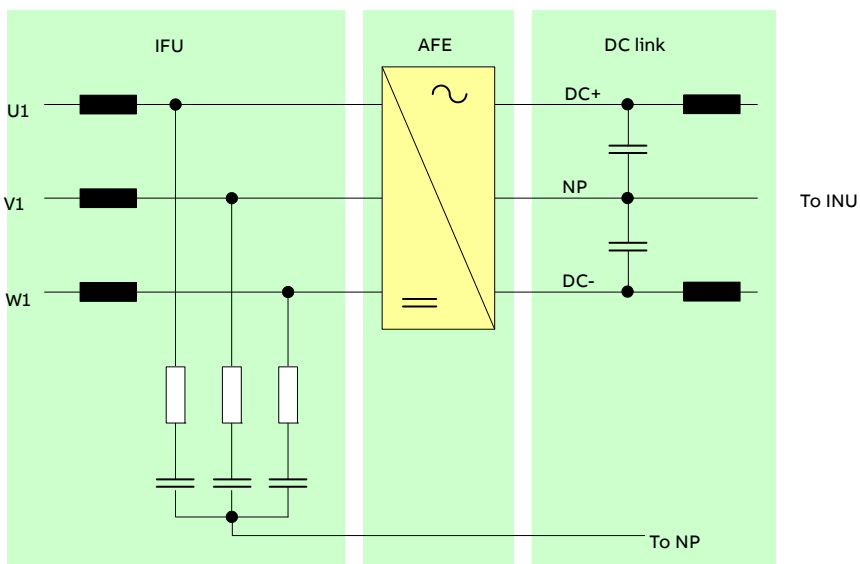 IFU
AFE
DC link
U1
DC+
V1
NP
To INU
W1
DC-
To NP